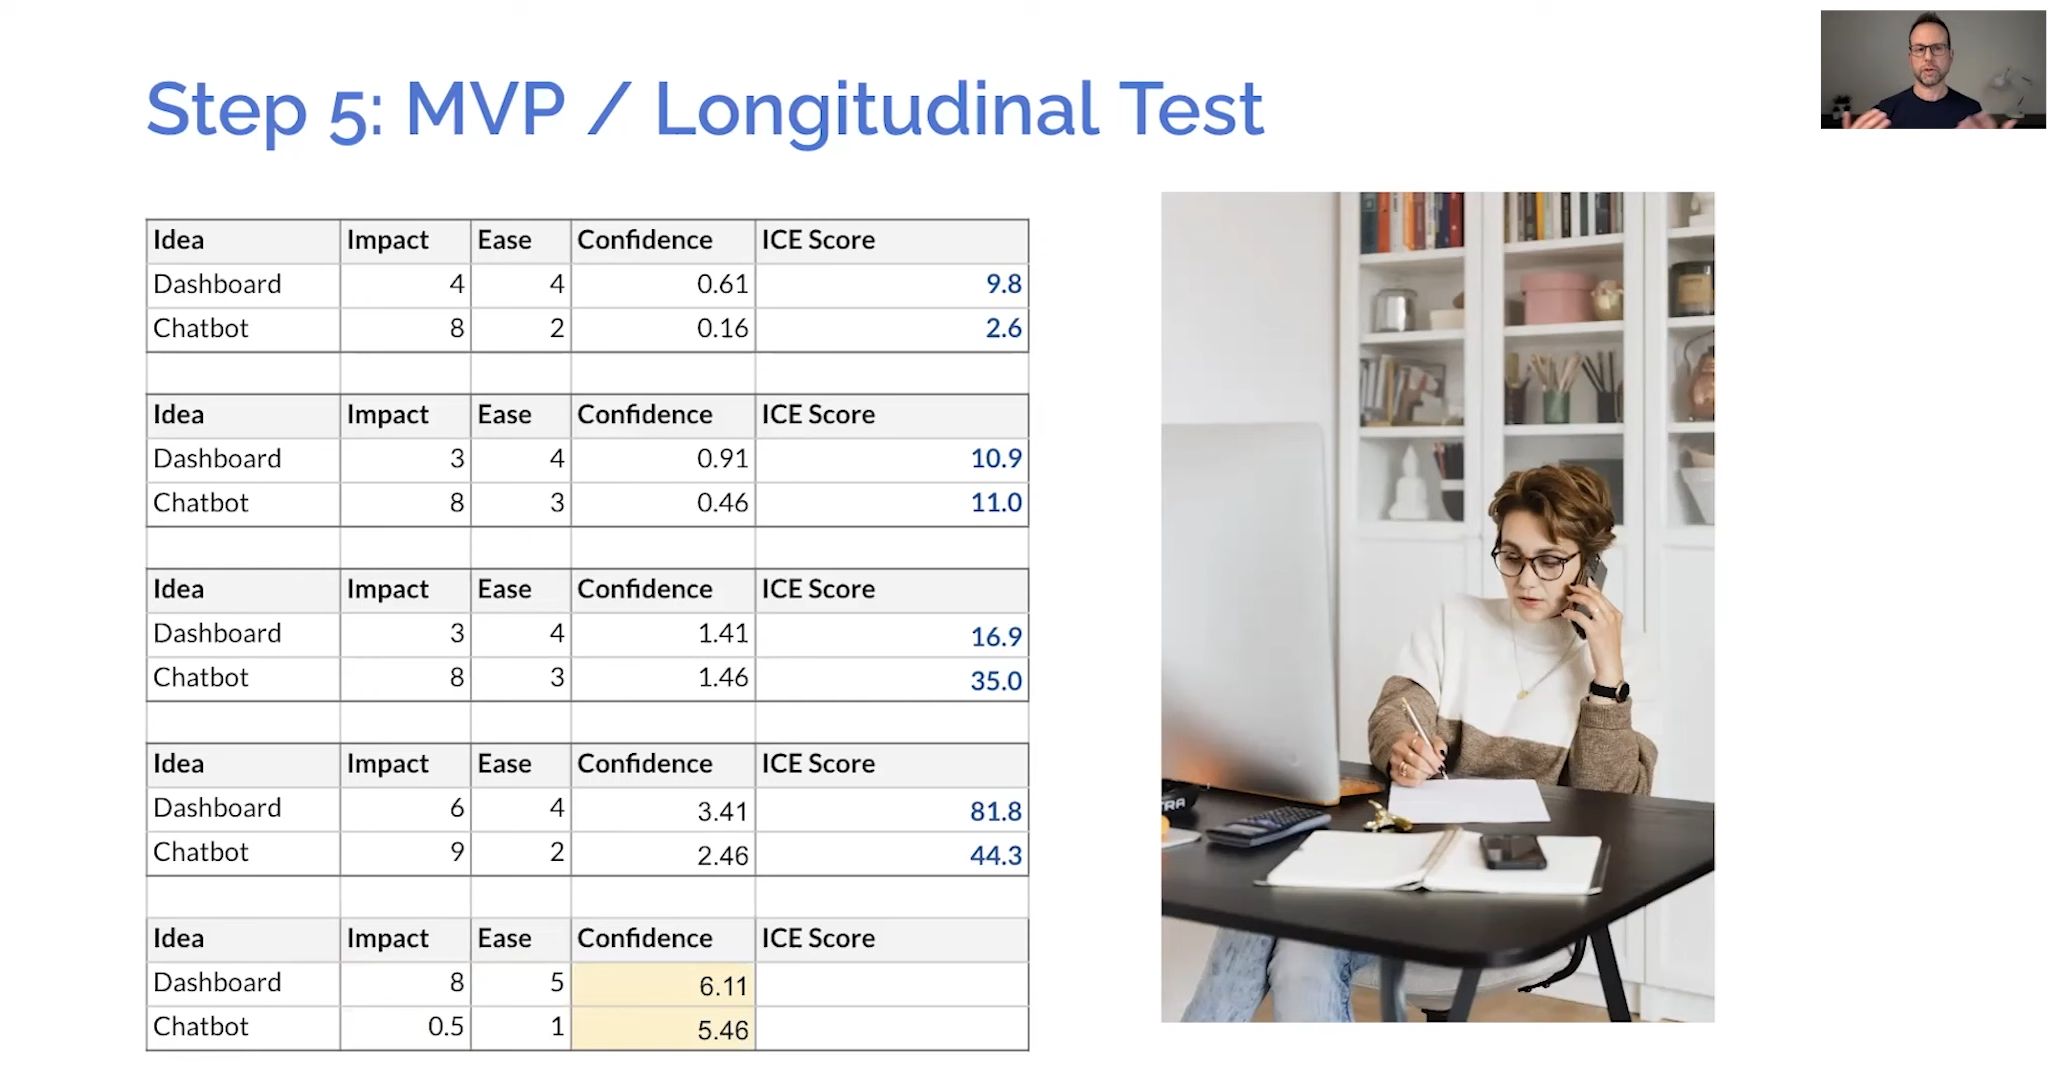 Step 5: MVP / Longitudinal Test
Idea Impact Ease Confidence ICE Score
Dashboard 4 4 0.61 9.8
Chatbot 8 2 0.16 2.6
Idea Impact Ease Confidence ICE Score
Dashboard 3 4 0.91 10.9
Chatbot 8 3 0.46 11.0
Idea Impact Ease Confidence ICE Score
Dashboard 3 4 1.41 16.9
Chatbot 8 3 1.46 35.0
Idea Impact Ease Confidence ICE Score
Dashboard 6 4 3.41 81.8
Chatbot 9 2 2.46 44.3
Idea Impact Ease Confidence ICE Score
Dashboard 8 5 6.11
Chatbot 0.5 1 5.46